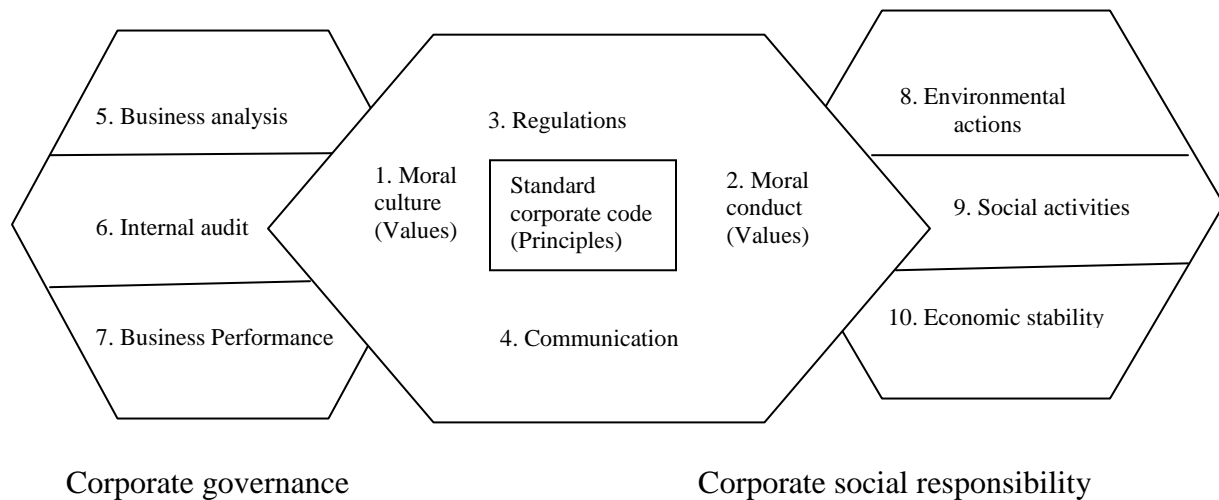 5. Business analysis
6. Internal audit
7. Business Performance
3. Regulations
1. Moral
culture
(Values)
Standard
corporate code
(Principles)
2. Moral
conduct
(Values)
4. Communication
8. Environmental
actions
9. Social activities
10. Economic stability
Corporate governance
Corporate social responsibility